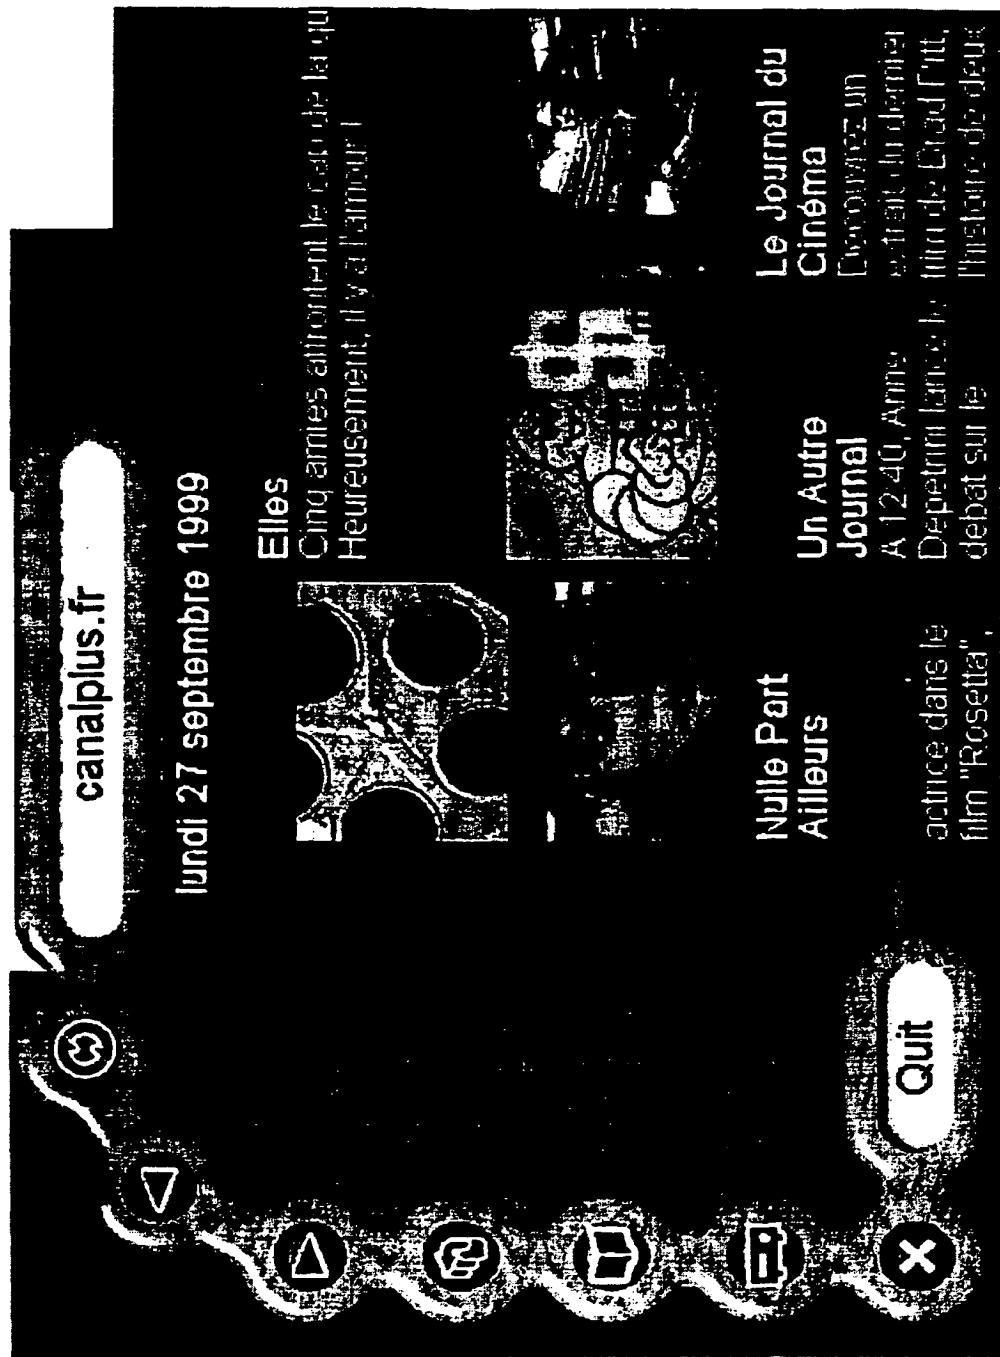 canalplus.fr
lundi 27 septembre 1999
Elles
Cinq amies affrontent le cap de la qu
Heureusement, il y a l'amour !
Nulle Part
Ailleurs
actrice dans le
film "Rosetta",
Un Autre
Journal
A 12 40, Anne
Depetrini lance le
debat sur le
Le Journal du
Cinéma
Decouvrez un
extrait du dernier
film de Brad Pitt,
l'histoire de deux
Quit